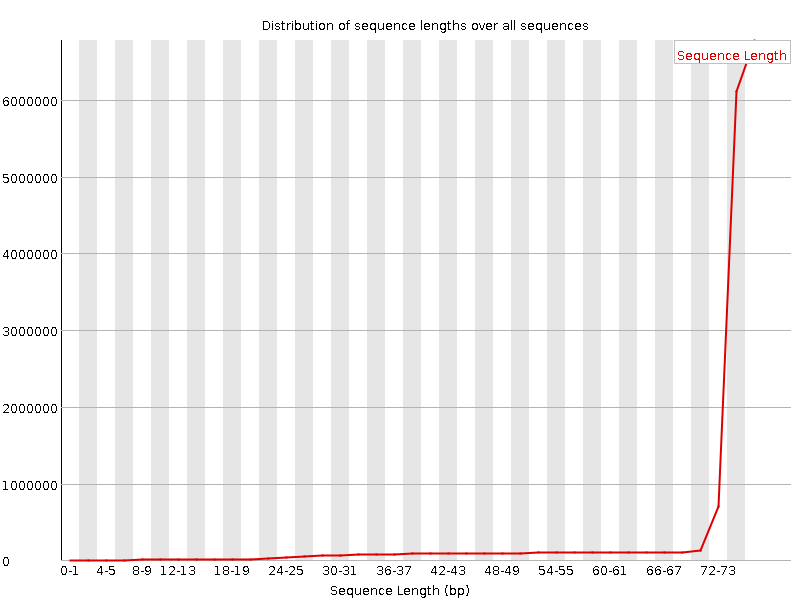 Distribution of sequence lengths over all sequences
Sequence Length
6000000
5000000
4000000
3000000
2000000
1000000
0
0-1 4-5 8-9 12-13 18-19 24-25 30-31 36-37 42-43 48-49 54-55 60-61 66-67 72-73
Sequence Length (bp)